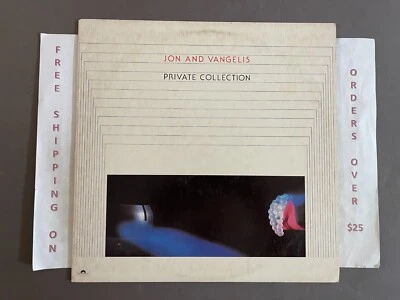 FREE SHIPPING ON
JON AND VANGELIS
PRIVATE COLLECTION
ORDERS OVER
$25